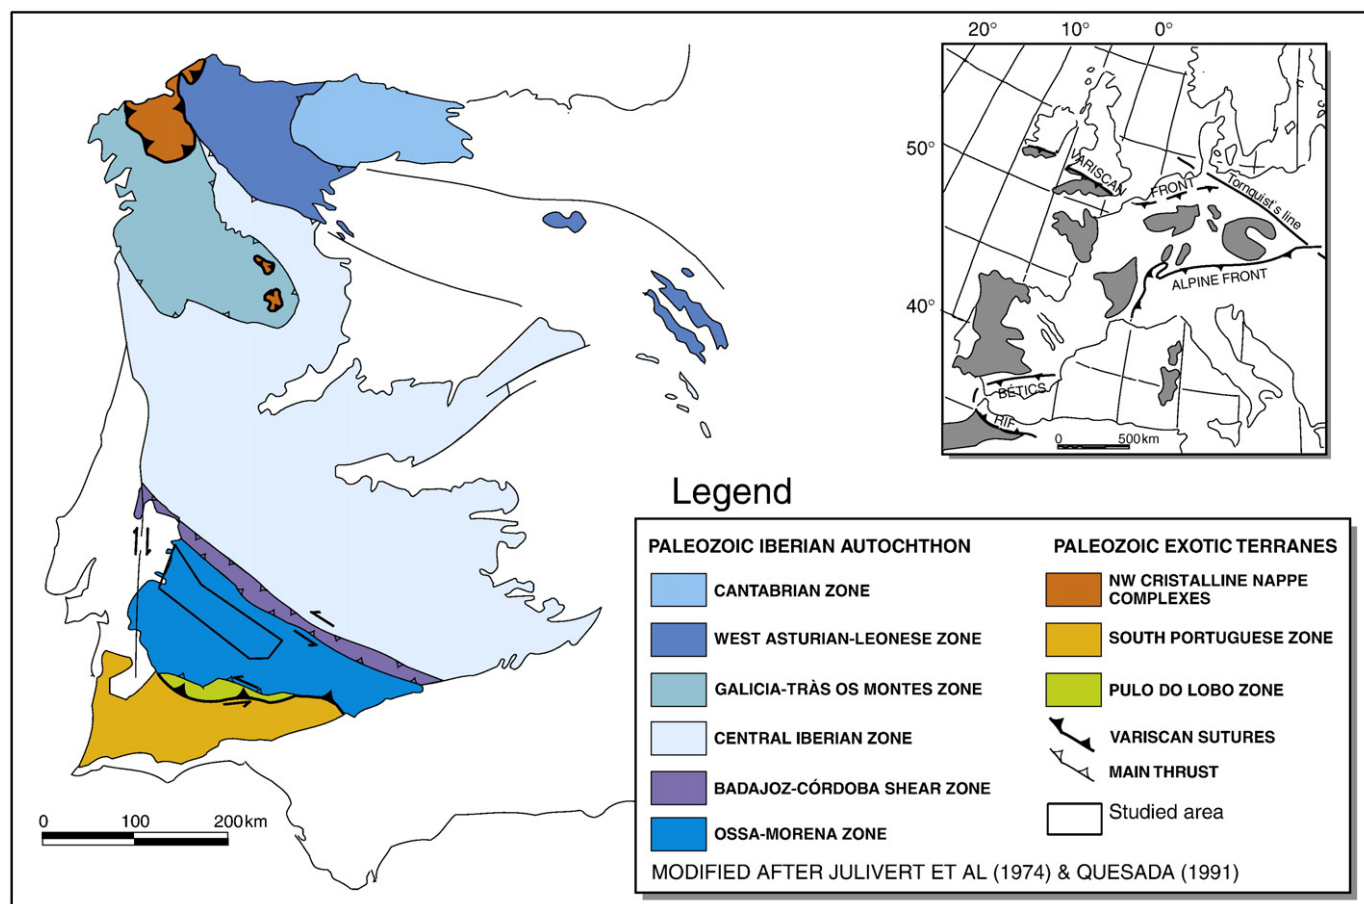 20° 10° 0°
50°
40°
VARISCAN
FRONT
Tornquist's line
ALPINE FRONT
BÉTICS
RIF
0 500km
Legend
PALEOZOIC IBERIAN AUTOCHTHON
CANTABRIAN ZONE
WEST ASTURIAN-LEONESE ZONE
GALICIA-TRÀS OS MONTES ZONE
CENTRAL IBERIAN ZONE
BADAJOZ-CÓRDOBA SHEAR ZONE
OSSA-MORENA ZONE
PALEOZOIC EXOTIC TERRANES
NW CRISTALLINE NAPPE
COMPLEXES
SOUTH PORTUGUESE ZONE
PULO DO LOBO ZONE
VARISCAN SUTURES
MAIN THRUST
Studied area
MODIFIED AFTER JULIVERT ET AL (1974) & QUESADA (1991)
0 100 200km